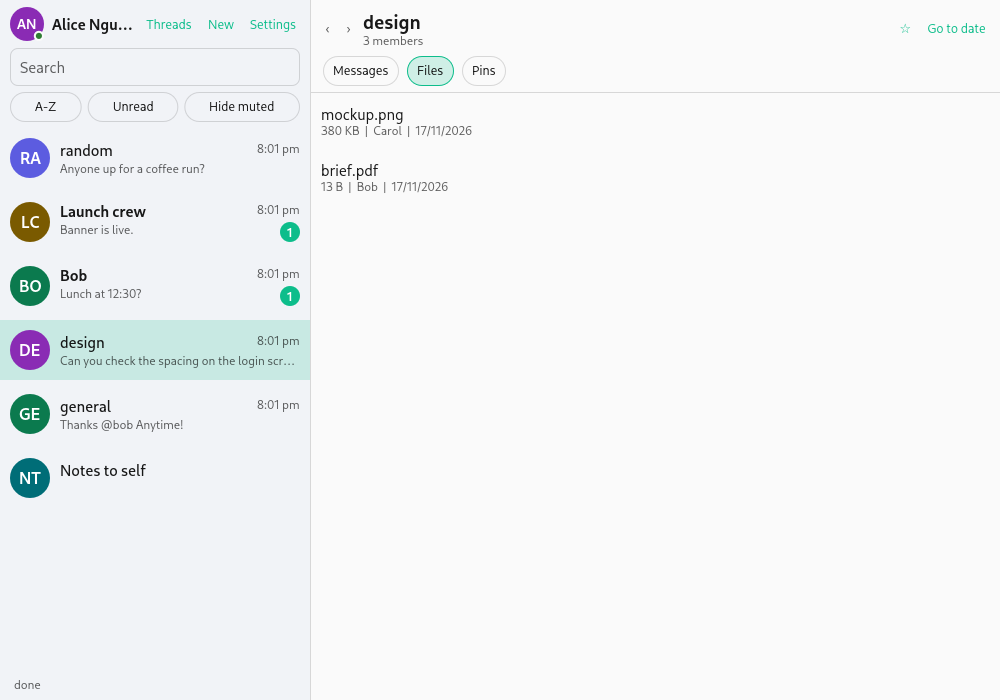 AN Alice Ngu... Threads New Settings
Search
A-Z Unread Hide muted
RA random 8:01 pm
Anyone up for a coffee run?
LC Launch crew 8:01 pm
Banner is live. 1
BO Bob 8:01 pm
Lunch at 12:30? 1
DE design 8:01 pm
Can you check the spacing on the login scr...
GE general 8:01 pm
Thanks @bob Anytime!
NT Notes to self
done
‹ › design ☆ Go to date
3 members
Messages Files Pins
mockup.png
380 KB | Carol | 17/11/2026
brief.pdf
13 B | Bob | 17/11/2026